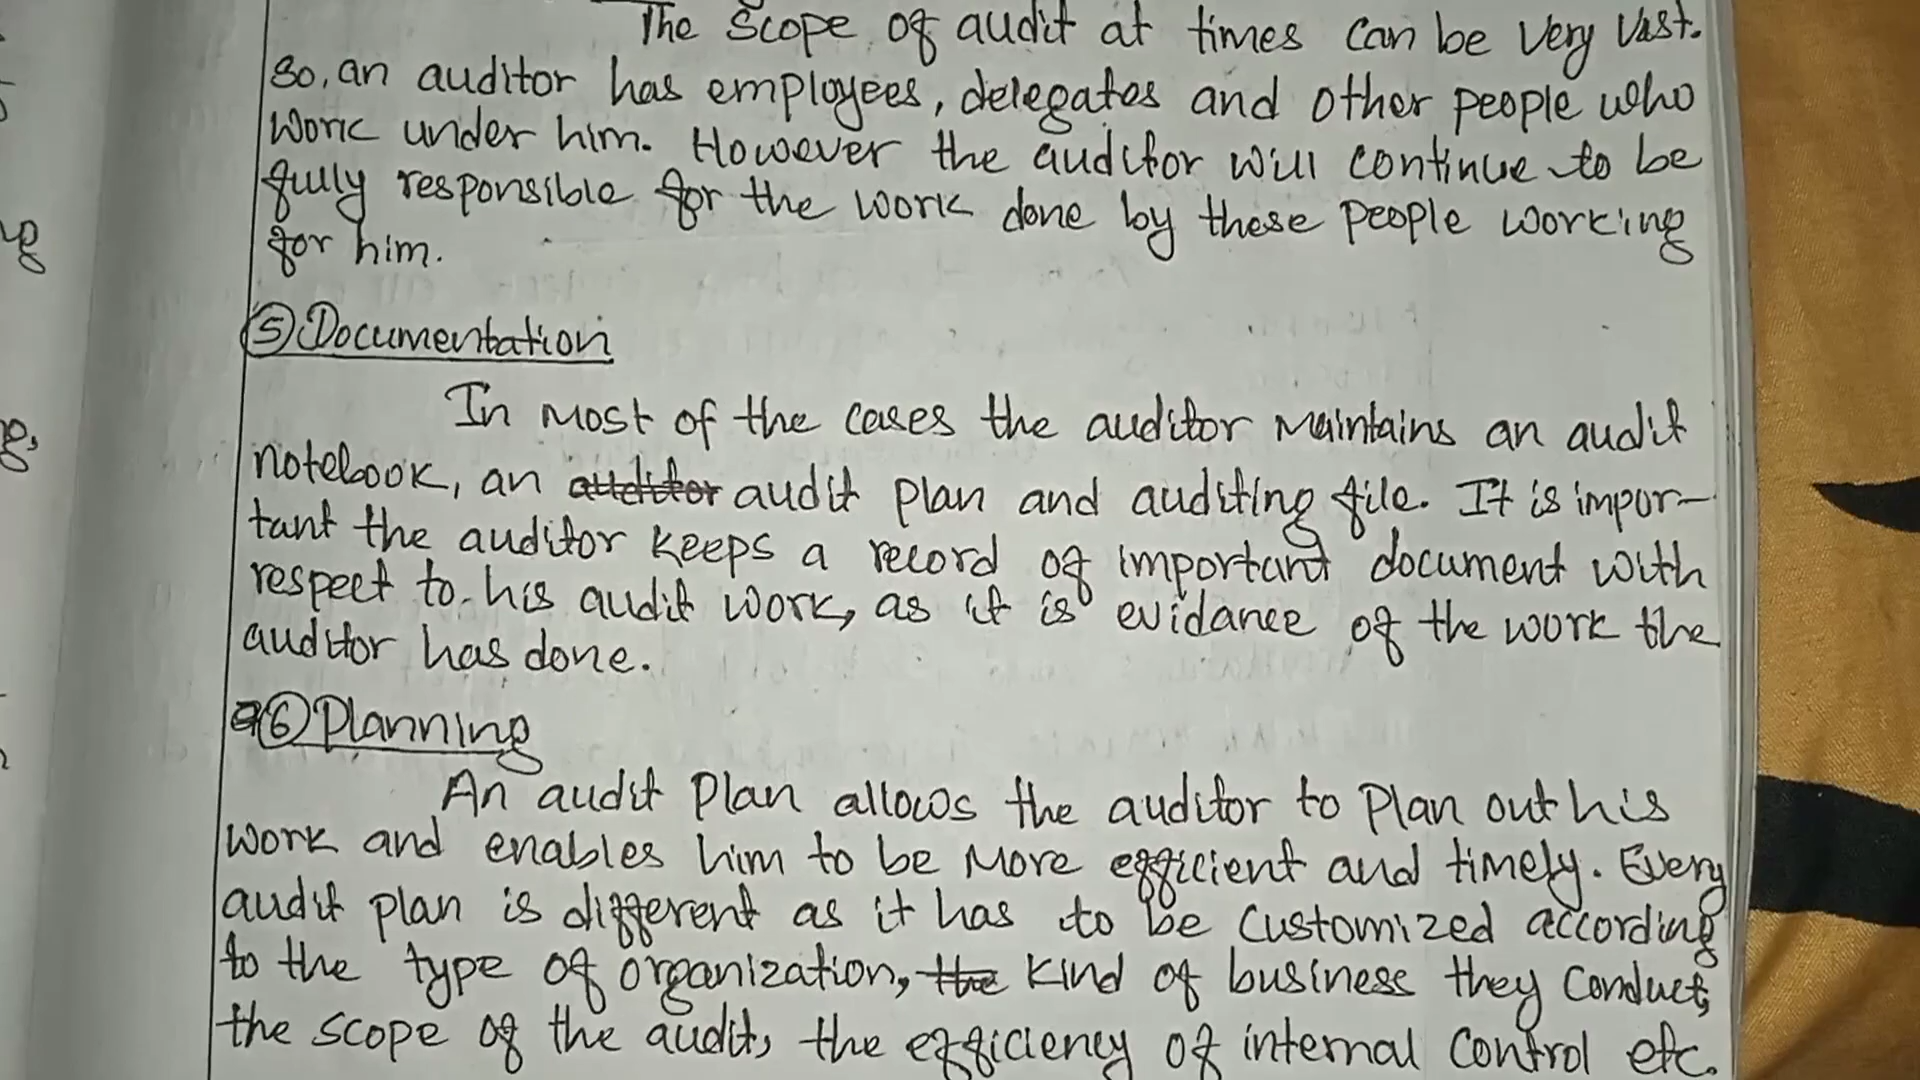 The scope of audit at times can be very vast.
So, an auditor has employees, delegates and other people who
work under him. However the auditor will continue to be
fully responsible for the work done by these people working
for him.
⑤ Documentation
In most of the cases the auditor maintains an audit
notebook, an auditor audit plan and auditing file. It is impor-
tant the auditor keeps a record of important document with
respect to his audit work, as it is evidance of the work the
auditor has done.
⑥ Planning
An audit plan allows the auditor to plan out his
work and enables him to be more efficient and timely. Every
audit plan is different as it has to be customized according
to the type of organization, the kind of business they conduct,
the scope of the audit, the efficiency of internal control etc.